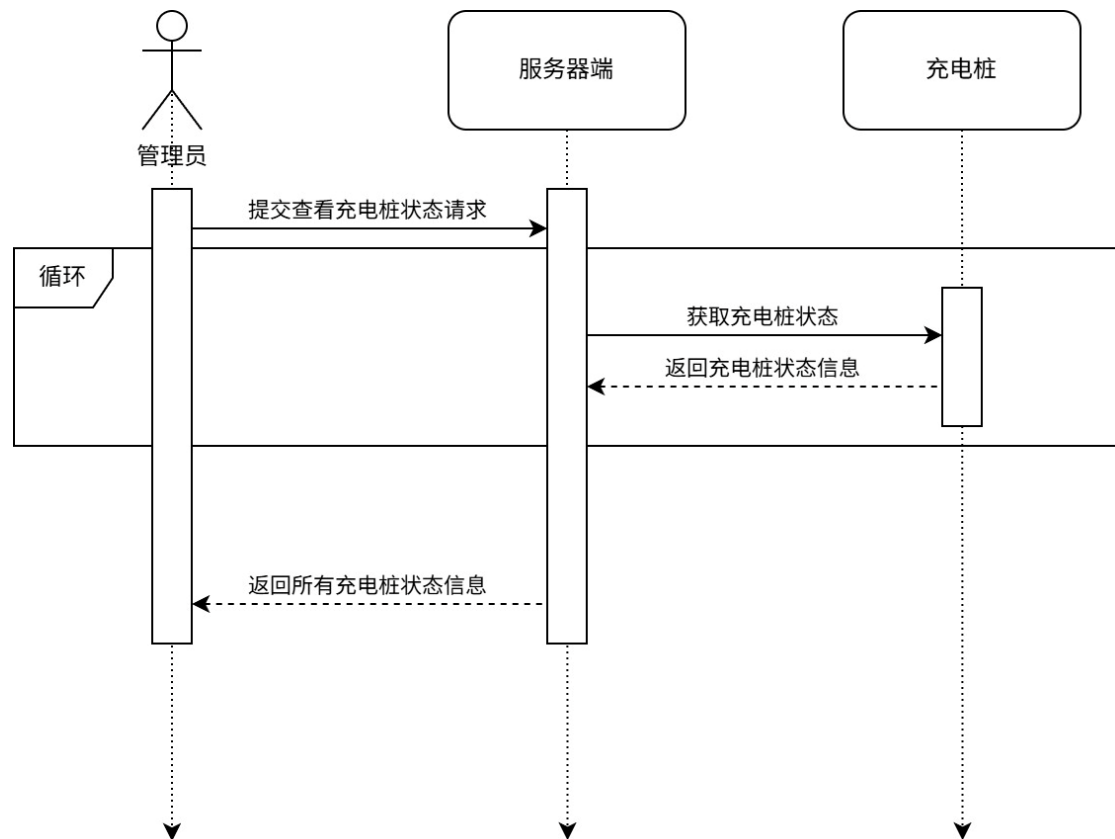 服务器端
充电桩
管理员
提交查看充电桩状态请求
循环
获取充电桩状态
返回充电桩状态信息
返回所有充电桩状态信息